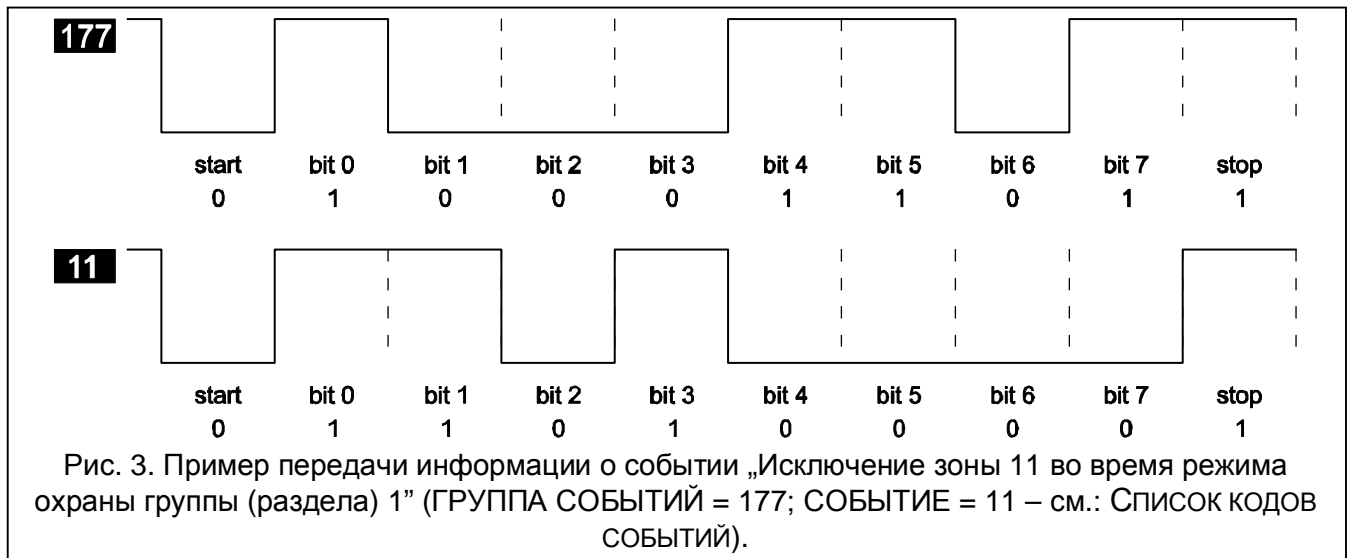 177
start bit 0 bit 1 bit 2 bit 3 bit 4 bit 5 bit 6 bit 7 stop
0 1 0 0 0 1 1 0 1 1
11
start bit 0 bit 1 bit 2 bit 3 bit 4 bit 5 bit 6 bit 7 stop
0 1 1 0 1 0 0 0 0 1
Рис. 3. Пример передачи информации о событии „Исключение зоны 11 во время режима
охраны группы (раздела) 1” (ГРУППА СОБЫТИЙ = 177; СОБЫТИЕ = 11 – см.: СПИСОК КОДОВ
СОБЫТИЙ).